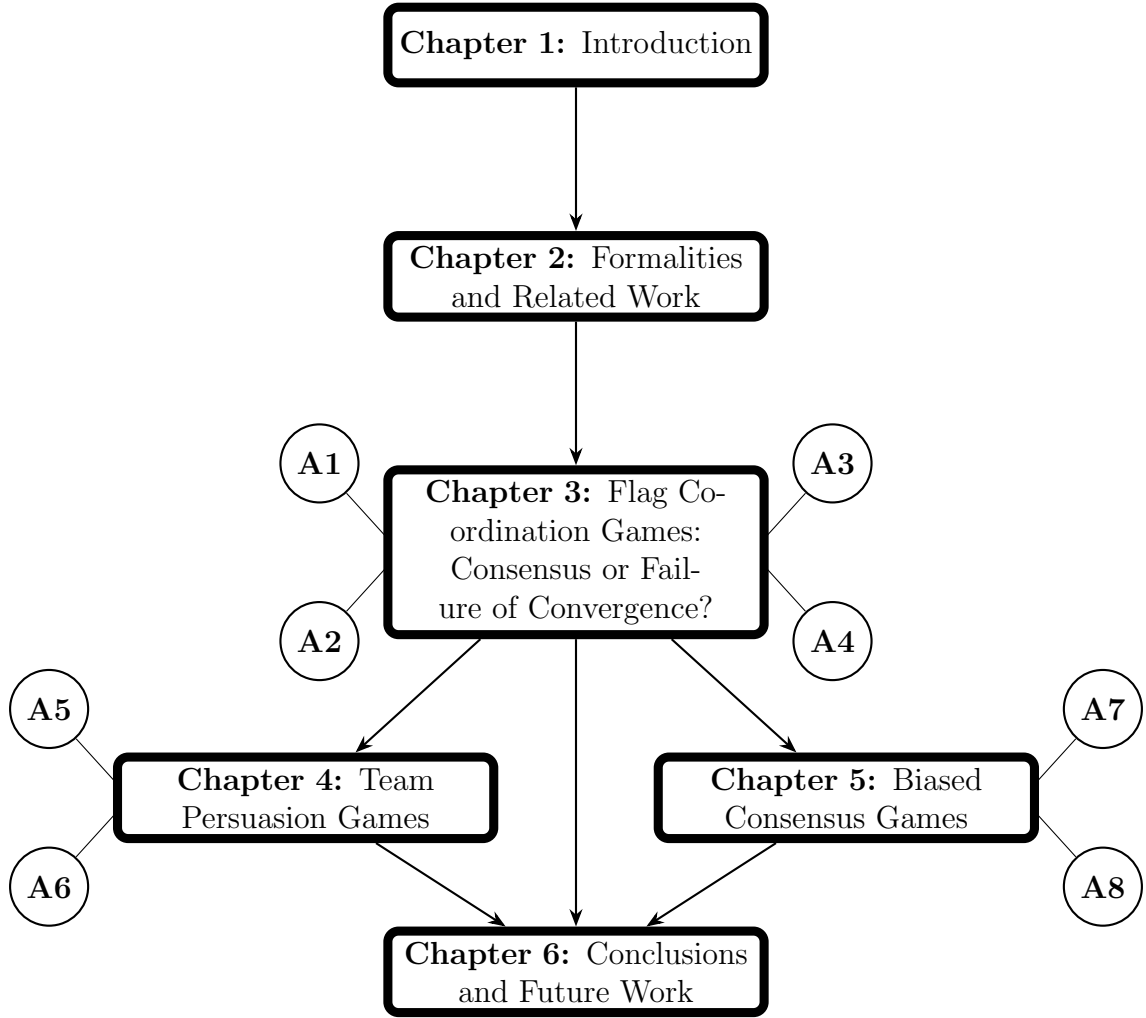 Chapter 1: Introduction
Chapter 2: Formalities
and Related Work
A1
A3
Chapter 3: Flag Co-
ordination Games:
Consensus or Fail-
ure of Convergence?
A2
A4
A5
A7
Chapter 4: Team
Persuasion Games
Chapter 5: Biased
Consensus Games
A6
A8
Chapter 6: Conclusions
and Future Work